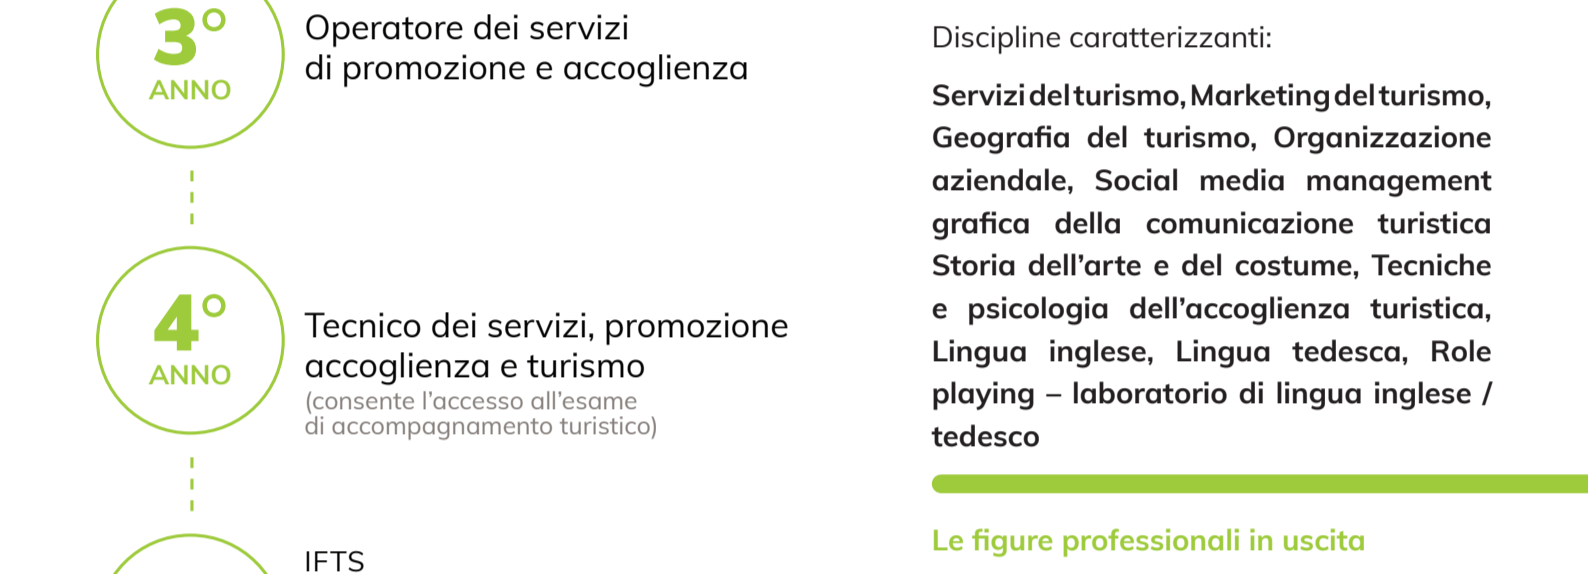 3°
ANNO
Operatore dei servizi
di promozione e accoglienza
4°
ANNO
Tecnico dei servizi, promozione
accoglienza e turismo
(consente l'accesso all'esame
di accompagnamento turistico)
IFTS
Discipline caratterizzanti:
Servizi del turismo, Marketing del turismo,
Geografia del turismo, Organizzazione
aziendale, Social media management
grafica della comunicazione turistica
Storia dell’arte e del costume, Tecniche
e psicologia dell’accoglienza turistica,
Lingua inglese, Lingua tedesca, Role
playing – laboratorio di lingua inglese /
tedesco
Le figure professionali in uscita